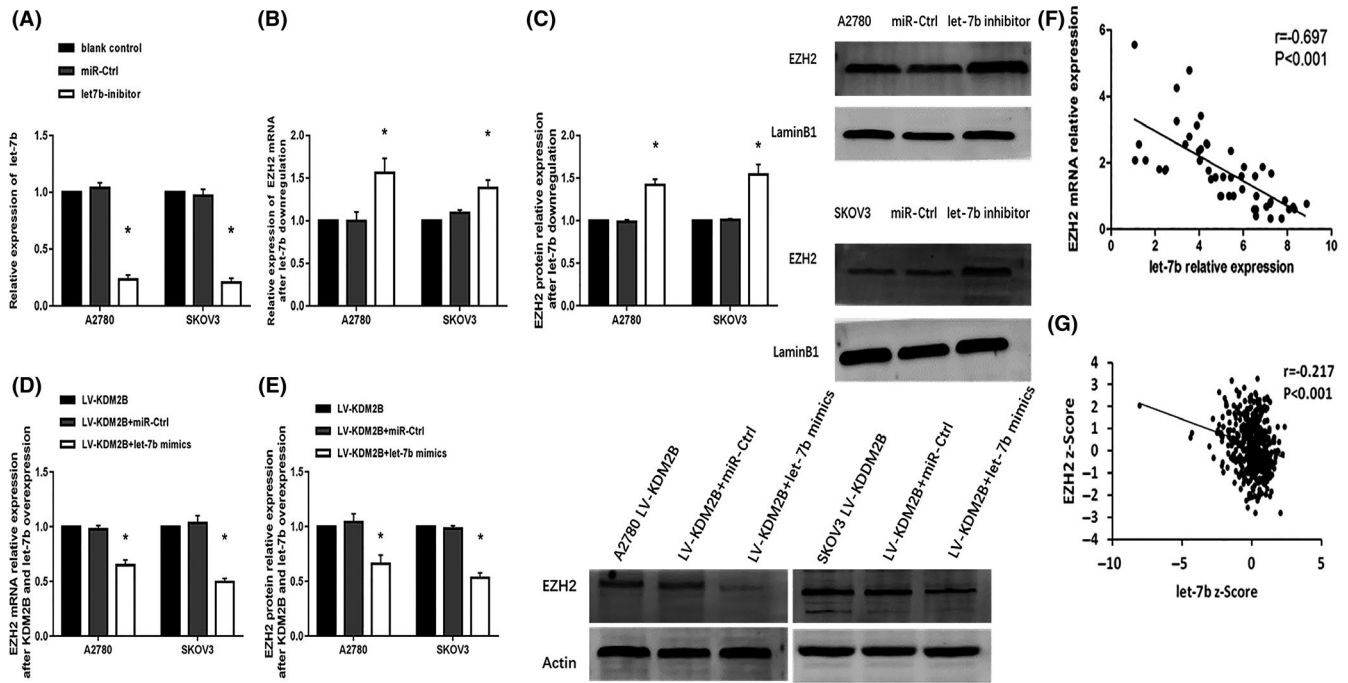 (A)
blank control
miR-Ctrl
let7b-inibitor
Relative expression of let-7b
1.5
1.0
0.5
0.0
*
*
A2780
SKOV3
(B)
Relative expression of EZH2 mRNA
after let-7b downregulation
2.0
1.5
1.0
0.5
0.0
*
*
A2780
SKOV3
(C)
EZH2 protein relative expression
after let-7b downregulation
2.0
1.5
1.0
0.5
0.0
*
*
A2780
SKOV3
A2780 miR-Ctrl let-7b inhibitor
EZH2
LaminB1
SKOV3 miR-Ctrl let-7b inhibitor
EZH2
LaminB1
(D)
LV-KDM2B
LV-KDM2B+miR-Ctrl
LV-KDM2B+let-7b mimics
EZH2 mRNA relative expression
after KDM2B and let-7b overexpression
1.5
1.0
0.5
0.0
*
*
A2780
SKOV3
(E)
LV-KDM2B
LV-KDM2B+miR-Ctrl
LV-KDM2B+let-7b mimics
EZH2 protein relative expression
after KDM2B and let-7b overexpression
1.5
1.0
0.5
0.0
*
*
A2780
SKOV3
A2780 LV-KDM2B
LV-KDM2B+miR-Ctrl
LV-KDM2B+let-7b mimics
SKOV3 LV-KDDM2B
LV-KDM2B+miR-Ctrl
LV-KDM2B+let-7b mimics
EZH2
Actin
(F)
EZH2 mRNA relative expression
6
4
2
0
r=-0.697
P<0.001
0 2 4 6 8 10
let-7b relative expression
(G)
EZH2 z-Score
4
3
2
1
0
−1
−2
−3
−4
r=-0.217
P<0.001
−10 −5 0 5
let-7b z-Score